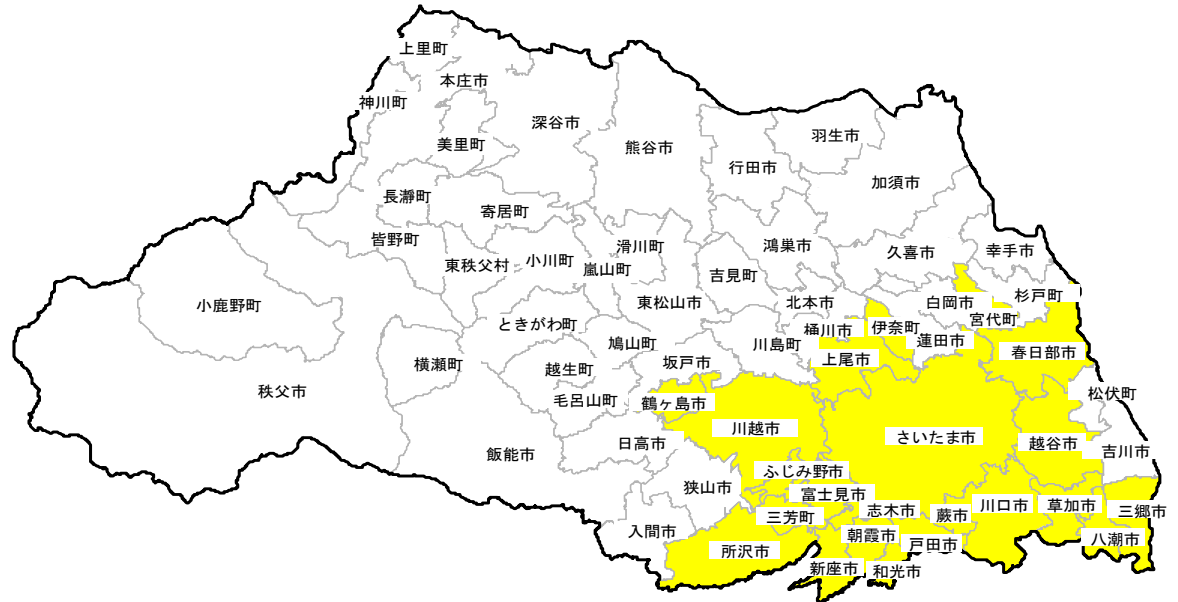 上里町
本庄市
神川町
深谷市
羽生市
美里町
熊谷市
行田市
加須市
長瀞町
寄居町
皆野町
滑川町
鴻巣市
久喜市
幸手市
東秩父村
小川町
嵐山町
吉見町
小鹿野町
東松山市
北本市
白岡市
杉戸町
宮代町
ときがわ町
桶川市
伊奈町
蓮田市
鳩山町
川島町
春日部市
横瀬町
越生町
坂戸市
上尾市
秩父市
毛呂山町
鶴ヶ島市
松伏町
川越市
さいたま市
越谷市
日高市
飯能市
吉川市
ふじみ野市
狭山市
富士見市
三芳町
志木市
蕨市
川口市
草加市
三郷市
入間市
朝霞市
戸田市
八潮市
所沢市
新座市
和光市